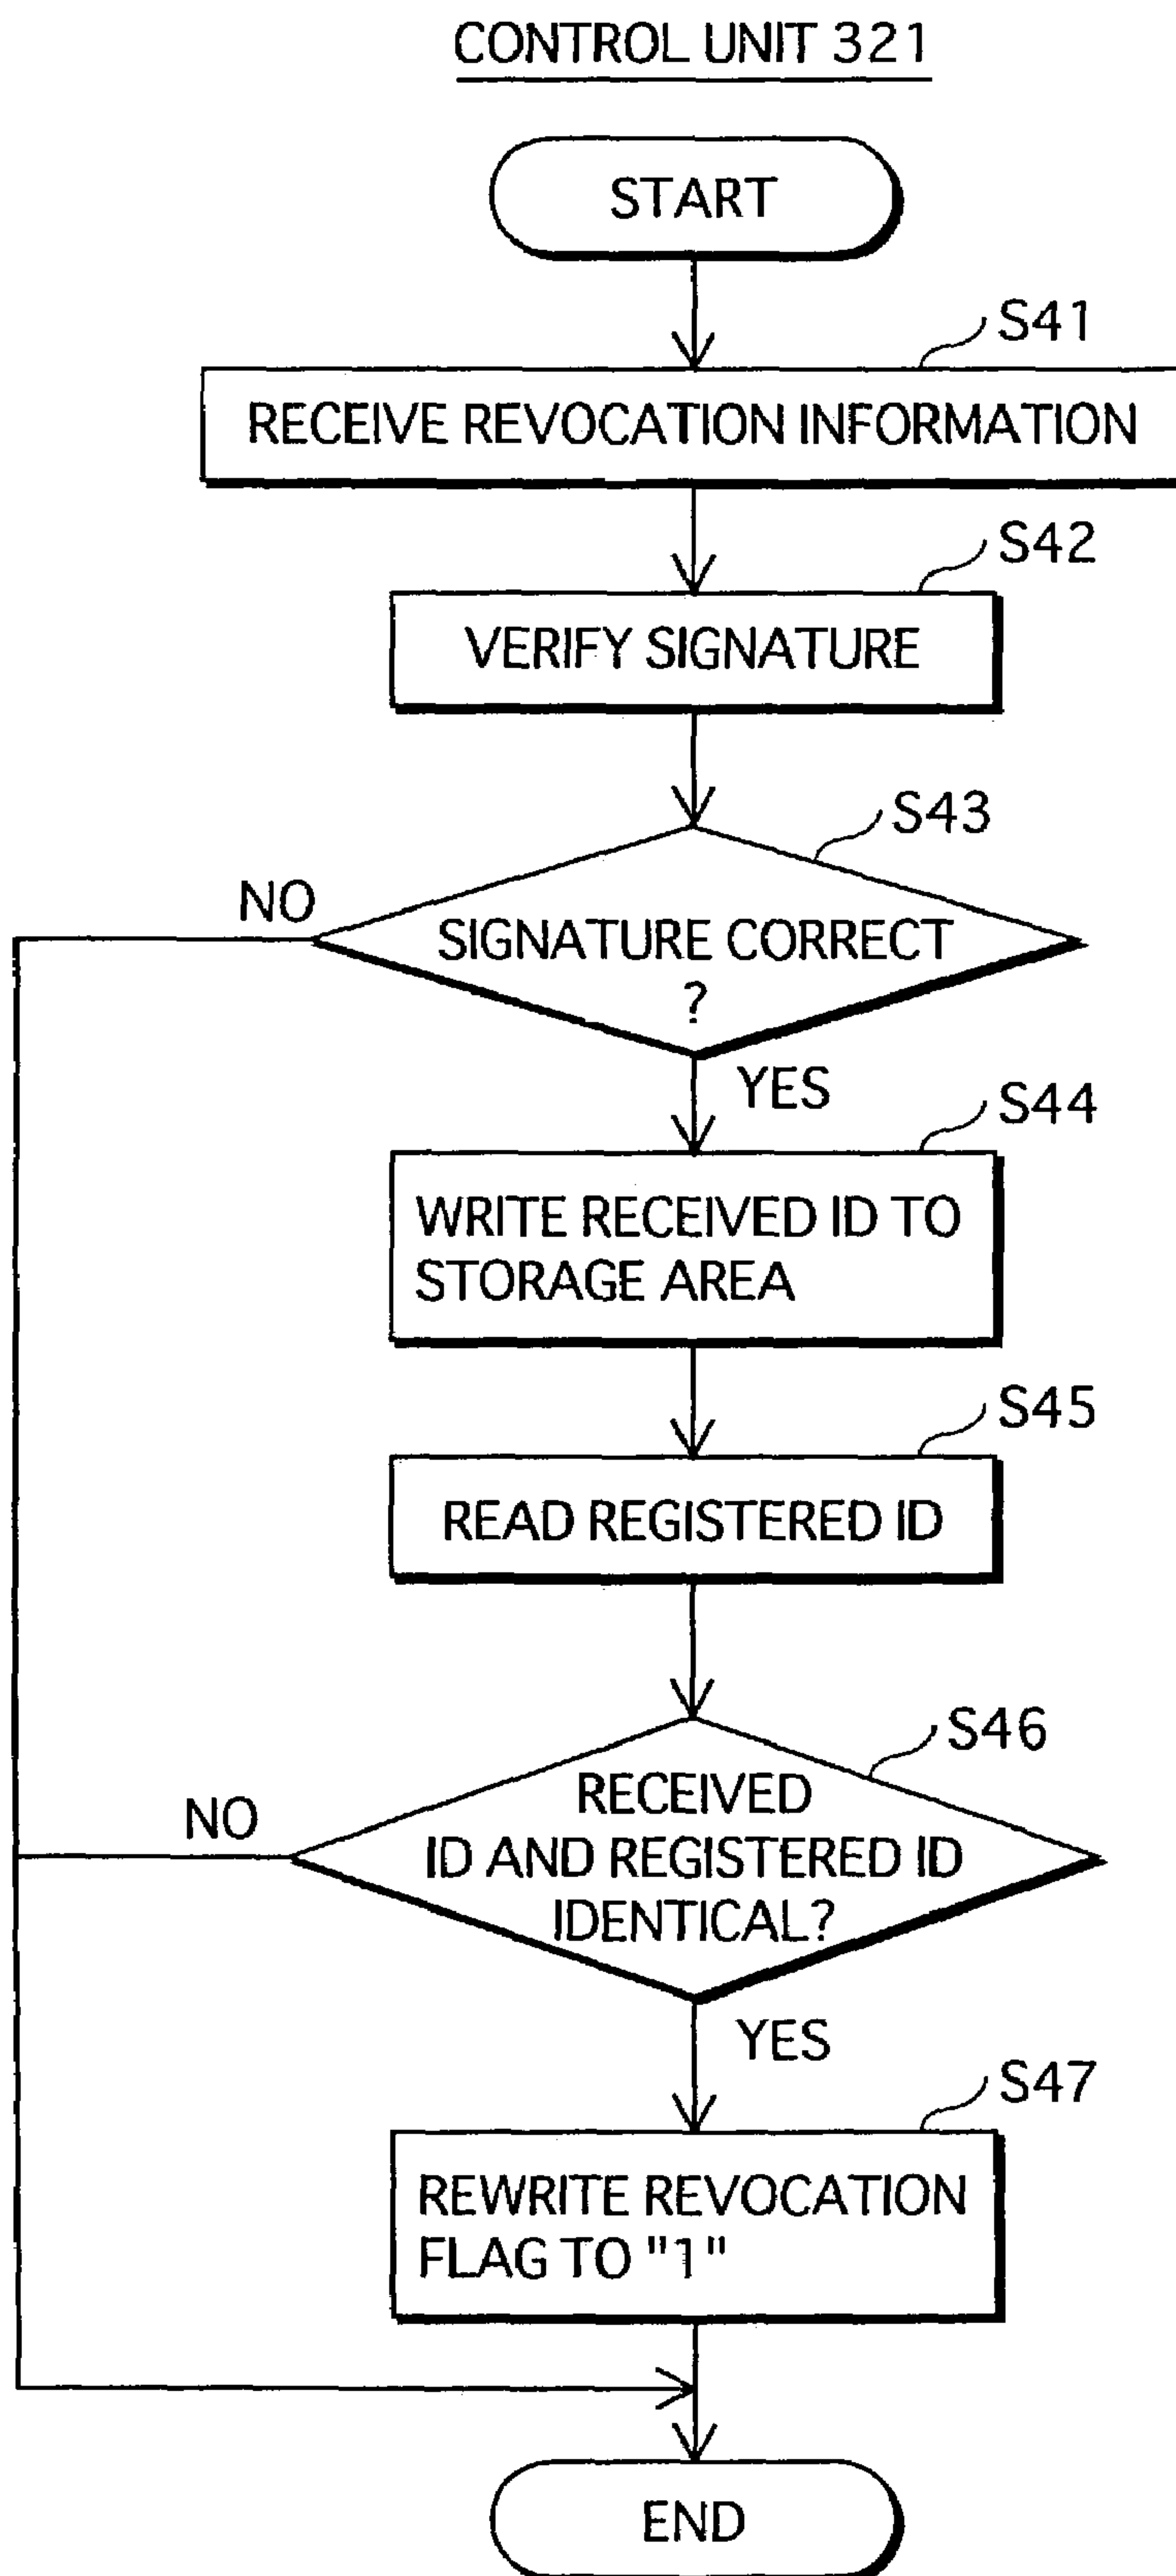 CONTROL UNIT 321
START
S41
RECEIVE REVOCATION INFORMATION
S42
VERIFY SIGNATURE
S43
NO
SIGNATURE CORRECT
?
YES
S44
WRITE RECEIVED ID TO
STORAGE AREA
S45
READ REGISTERED ID
S46
NO
RECEIVED
ID AND REGISTERED ID
IDENTICAL?
YES
S47
REWRITE REVOCATION
FLAG TO "1"
END